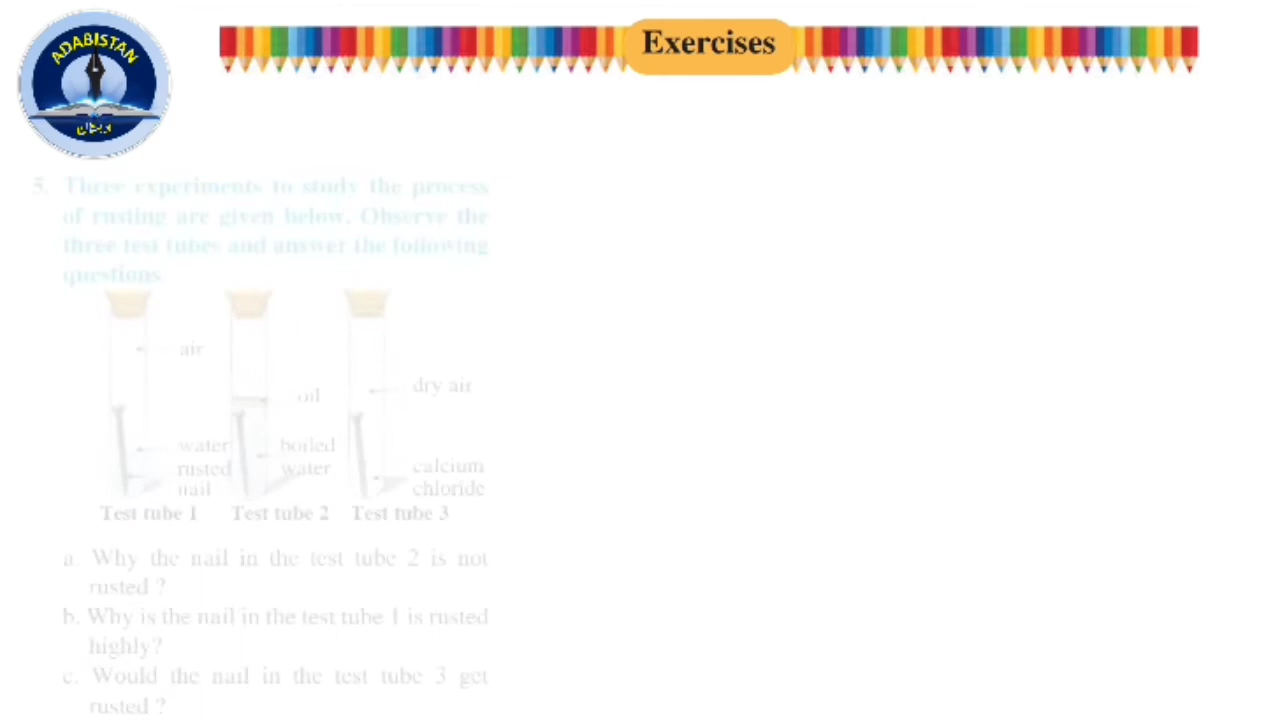 ADABISTAN
Exercises
5. Three experiments to study the process
of rusting are given below. Observe the
three test tubes and answer the following
questions
air
oil
dry air
water
rusted
nail
boiled
water
calcium
chloride
Test tube 1 Test tube 2 Test tube 3
a. Why the nail in the test tube 2 is not
rusted ?
b. Why is the nail in the test tube 1 is rusted
highly?
c. Would the nail in the test tube 3 get
rusted ?